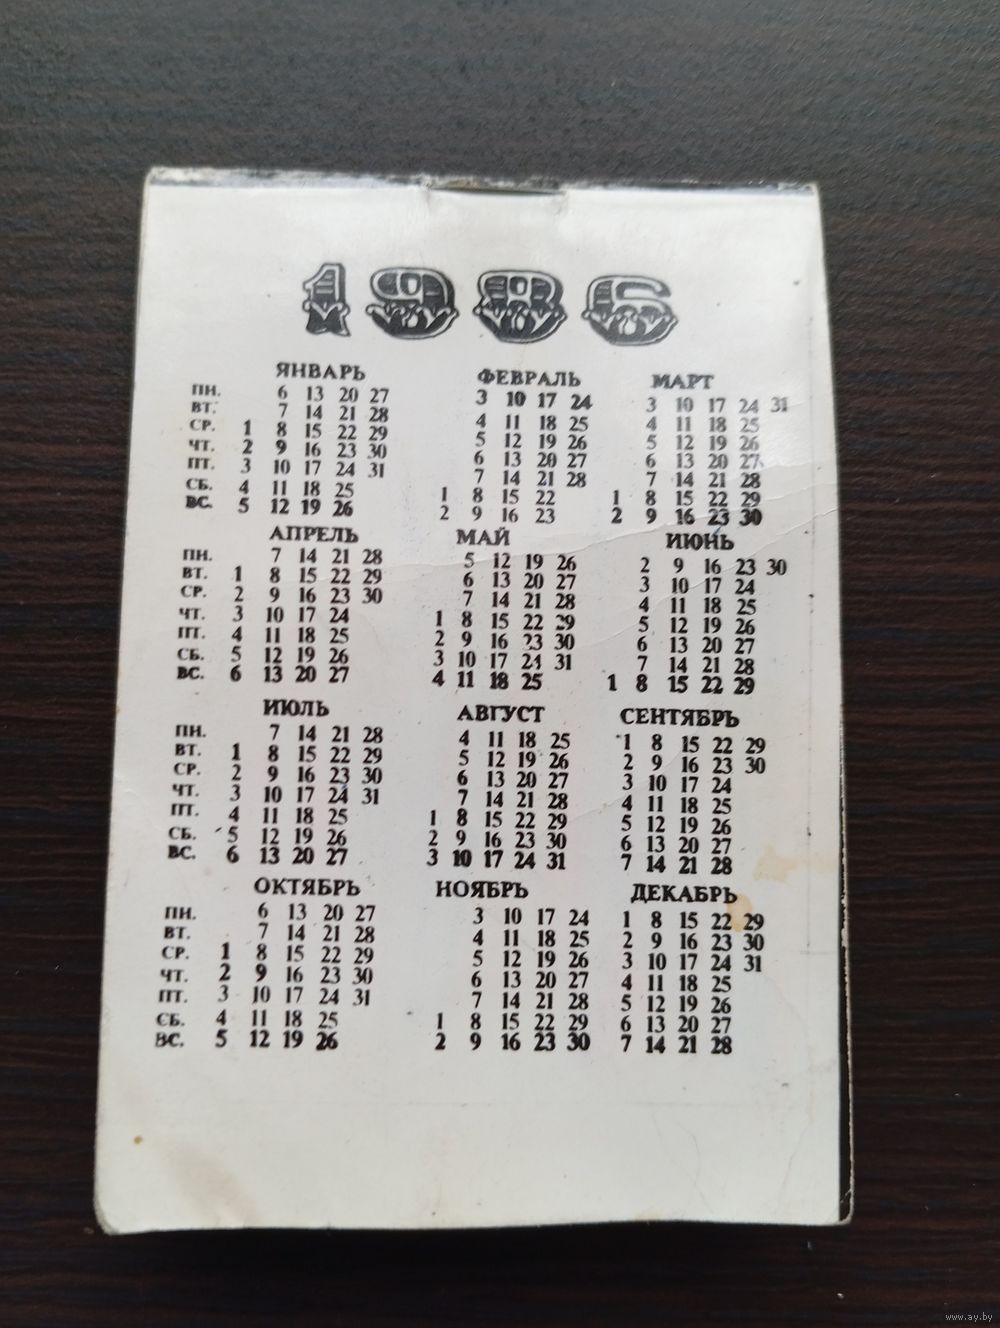 1986
ЯНВАРЬ ФЕВРАЛЬ МАРТ
ПН. 6 13 20 27 3 10 17 24 3 10 17 24 31
ВТ. 7 14 21 28 4 11 18 25 4 11 18 25
СР. 1 8 15 22 29 5 12 19 26 5 12 19 26
ЧТ. 2 9 16 23 30 6 13 20 27 6 13 20 27
ПТ. 3 10 17 24 31 7 14 21 28 7 14 21 28
СБ. 4 11 18 25 1 8 15 22 1 8 15 22 29
ВС. 5 12 19 26 2 9 16 23 2 9 16 23 30
АПРЕЛЬ МАЙ ИЮНЬ
ПН. 7 14 21 28 5 12 19 26 2 9 16 23 30
ВТ. 1 8 15 22 29 6 13 20 27 3 10 17 24
СР. 2 9 16 23 30 7 14 21 28 4 11 18 25
ЧТ. 3 10 17 24 1 8 15 22 29 5 12 19 26
ПТ. 4 11 18 25 2 9 16 23 30 6 13 20 27
СБ. 5 12 19 26 3 10 17 24 31 7 14 21 28
ВС. 6 13 20 27 4 11 18 25 1 8 15 22 29
ИЮЛЬ АВГУСТ СЕНТЯБРЬ
ПН. 7 14 21 28 4 11 18 25 1 8 15 22 29
ВТ. 1 8 15 22 29 5 12 19 26 2 9 16 23 30
СР. 2 9 16 23 30 6 13 20 27 3 10 17 24
ЧТ. 3 10 17 24 31 7 14 21 28 4 11 18 25
ПТ. 4 11 18 25 1 8 15 22 29 5 12 19 26
СБ. 5 12 19 26 2 9 16 23 30 6 13 20 27
ВС. 6 13 20 27 3 10 17 24 31 7 14 21 28
ОКТЯБРЬ НОЯБРЬ ДЕКАБРЬ
ПН. 6 13 20 27 3 10 17 24 1 8 15 22 29
ВТ. 7 14 21 28 4 11 18 25 2 9 16 23 30
СР. 1 8 15 22 29 5 12 19 26 3 10 17 24 31
ЧТ. 2 9 16 23 30 6 13 20 27 4 11 18 25
ПТ. 3 10 17 24 31 7 14 21 28 5 12 19 26
СБ. 4 11 18 25 1 8 15 22 29 6 13 20 27
ВС. 5 12 19 26 2 9 16 23 30 7 14 21 28
www.ay.by